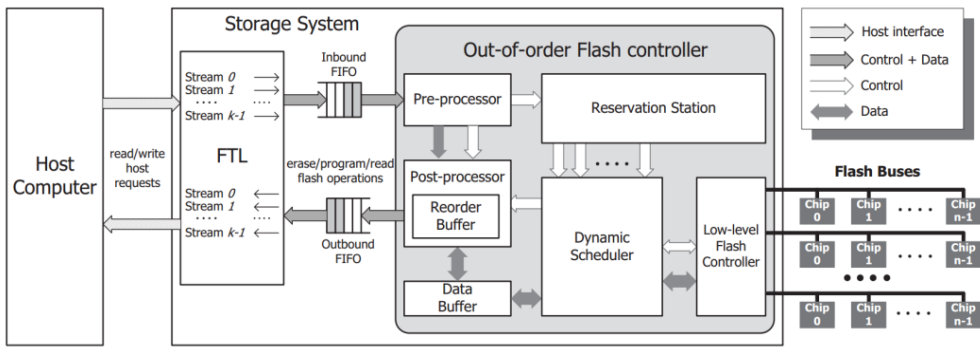 Storage System
Host interface
Control + Data
Control
Data
Out-of-order Flash controller
Inbound
FIFO
Stream 0
Stream 1
.... ....
Stream k-1
FTL
Stream 0
Stream 1
.... ....
Stream k-1
Host
Computer
read/write
host
requests
erase/program/read
flash operations
Outbound
FIFO
Pre-processor
Reservation Station
Post-processor
Reorder
Buffer
Data
Buffer
Dynamic
Scheduler
Low-level
Flash
Controller
Flash Buses
Chip
0
Chip
1
Chip
n-1
Chip
0
Chip
1
Chip
n-1
Chip
0
Chip
1
Chip
n-1